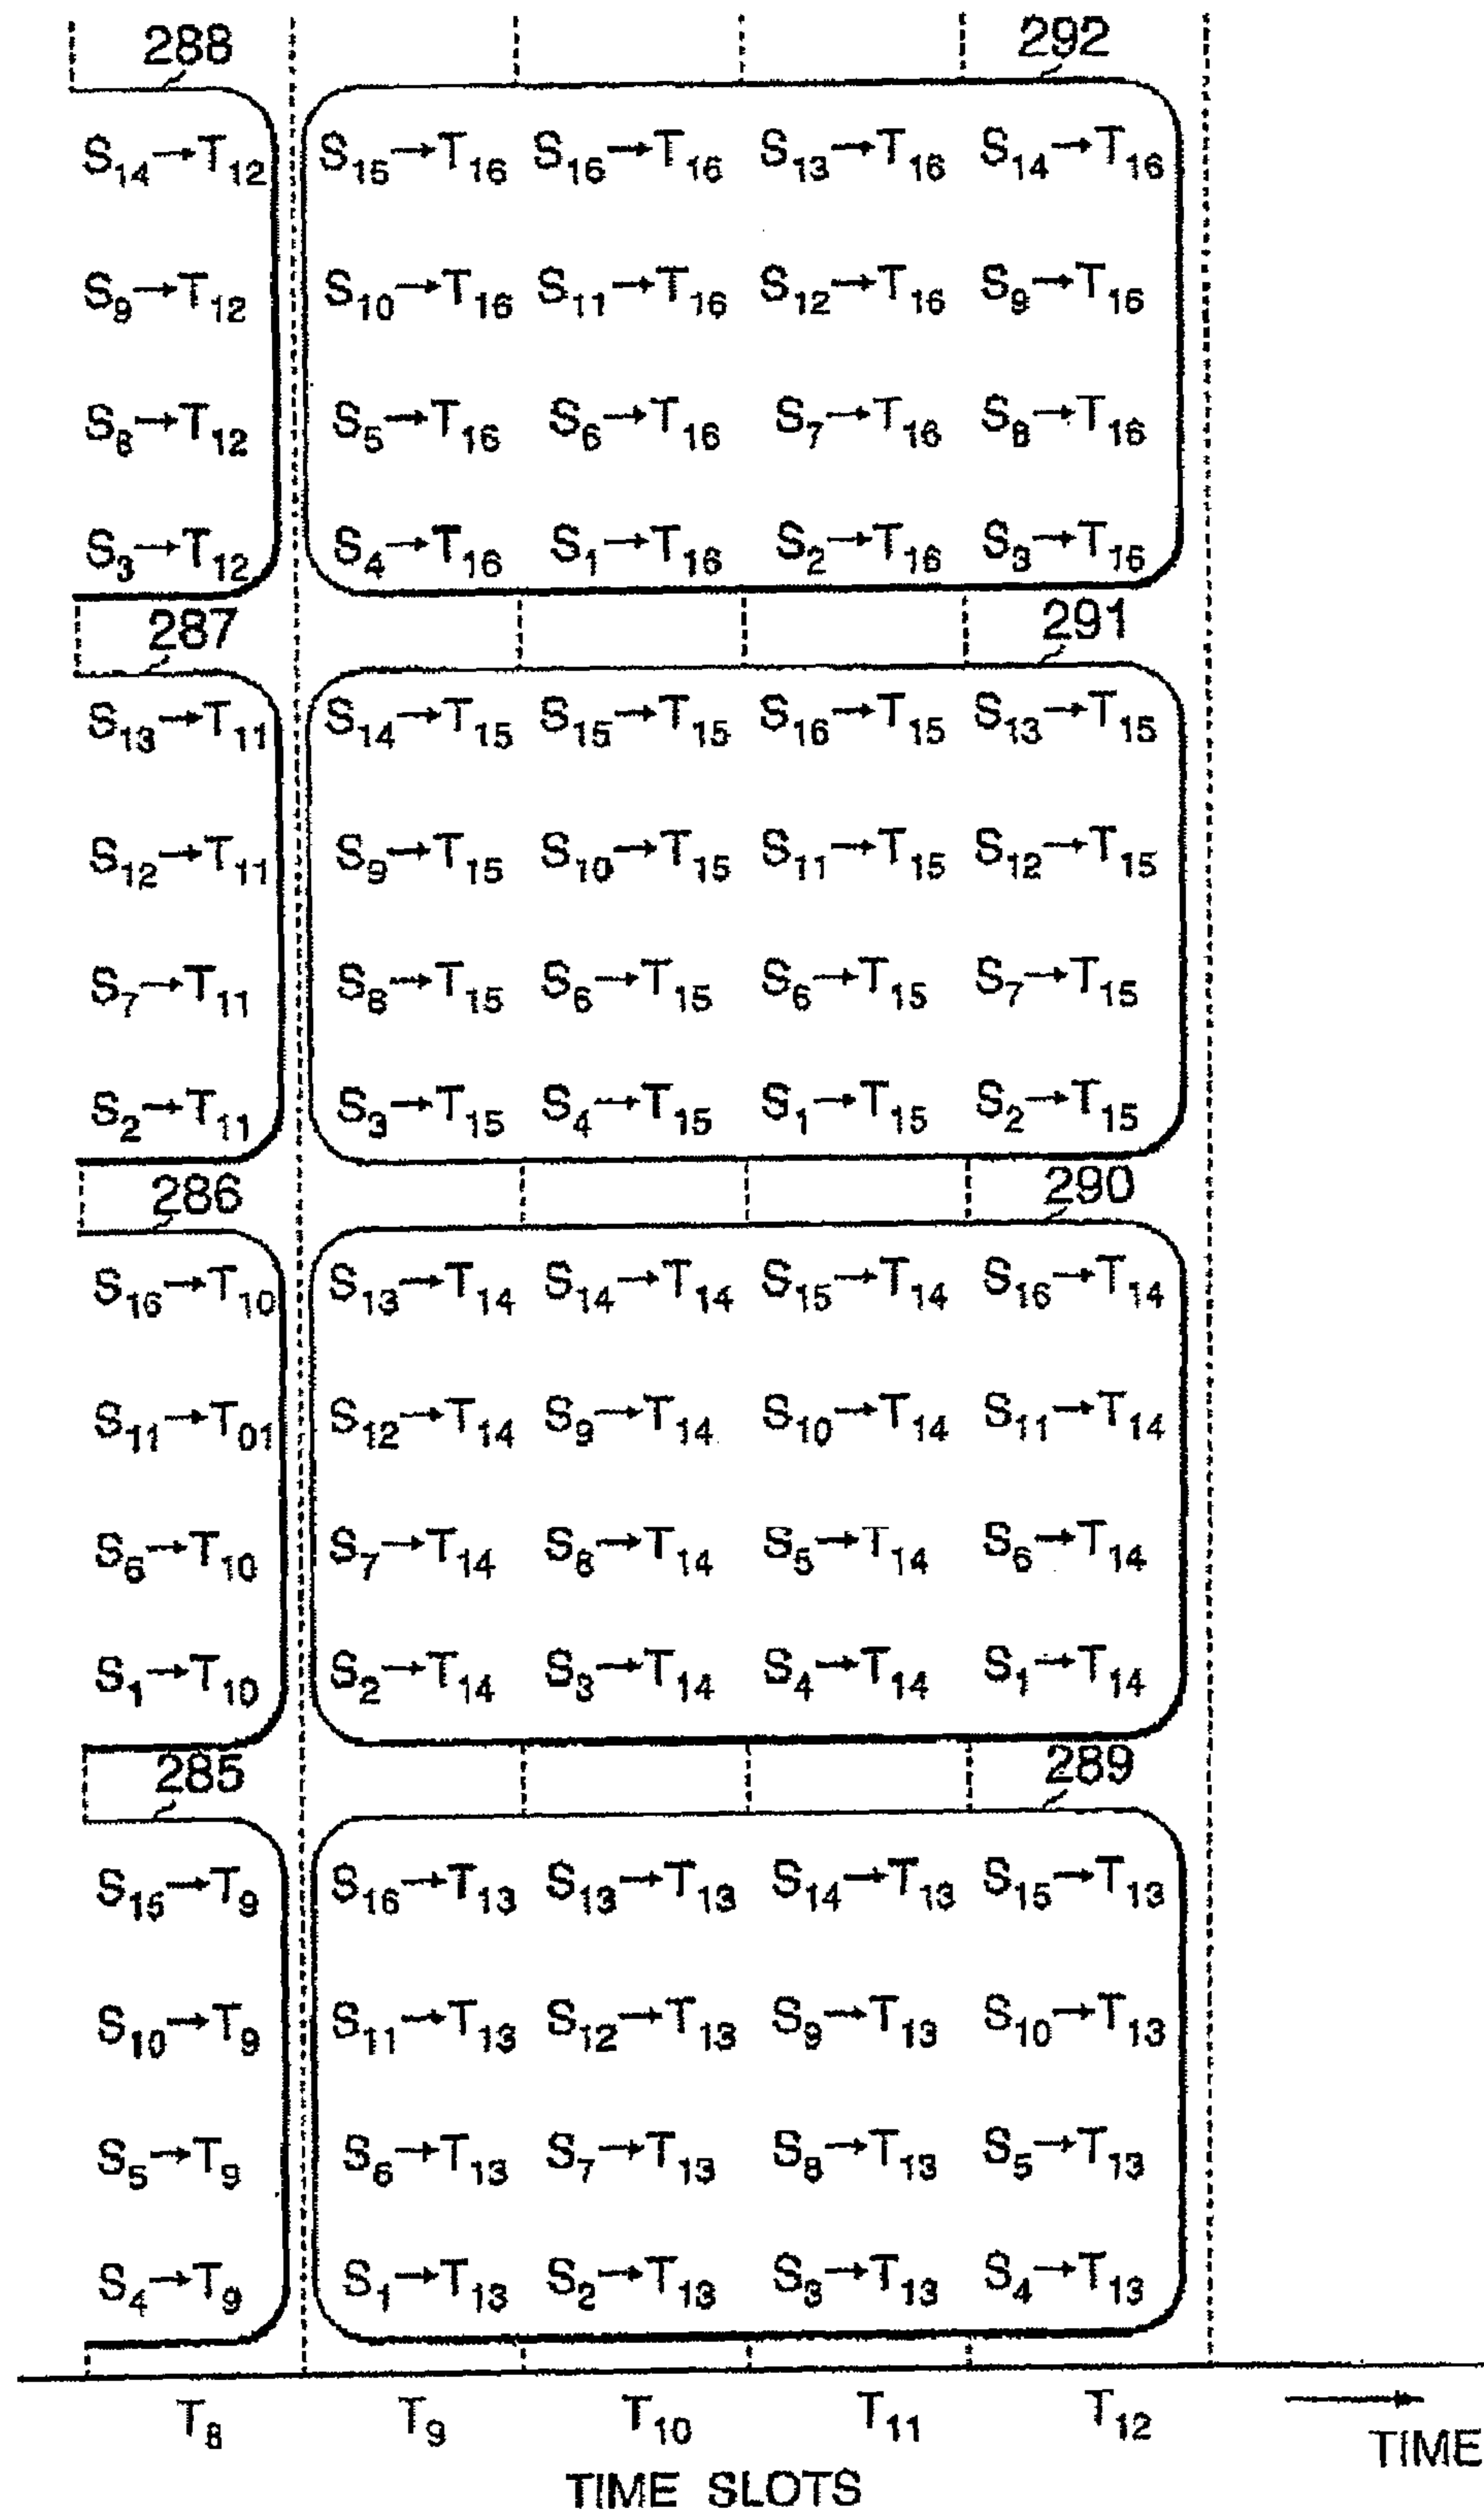 288 292
S14→T12 S15→T16 S16→T16 S13→T16 S14→T16
S9→T12 S10→T16 S11→T16 S12→T16 S9→T16
S8→T12 S5→T16 S6→T16 S7→T16 S8→T16
S3→T12 S4→T16 S1→T16 S2→T16 S3→T16
287 291
S13→T11 S14→T15 S15→T15 S16→T15 S13→T15
S12→T11 S9→T15 S10→T15 S11→T15 S12→T15
S7→T11 S8→T15 S6→T15 S6→T15 S7→T15
S2→T11 S3→T15 S4→T15 S1→T15 S2→T15
286 290
S16→T10 S13→T14 S14→T14 S15→T14 S16→T14
S11→T01 S12→T14 S9→T14 S10→T14 S11→T14
S6→T10 S7→T14 S8→T14 S5→T14 S6→T14
S1→T10 S2→T14 S3→T14 S4→T14 S1→T14
285 289
S15→T9 S16→T13 S13→T13 S14→T13 S15→T13
S10→T9 S11→T13 S12→T13 S9→T13 S10→T13
S5→T9 S6→T13 S7→T13 S8→T13 S5→T13
S4→T9 S1→T13 S2→T13 S3→T13 S4→T13
T8 T9 T10 T11 T12
TIME
TIME SLOTS